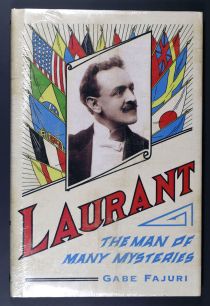 LAURANT
THE MAN OF
MANY MYSTERIES
GABE FAJURI